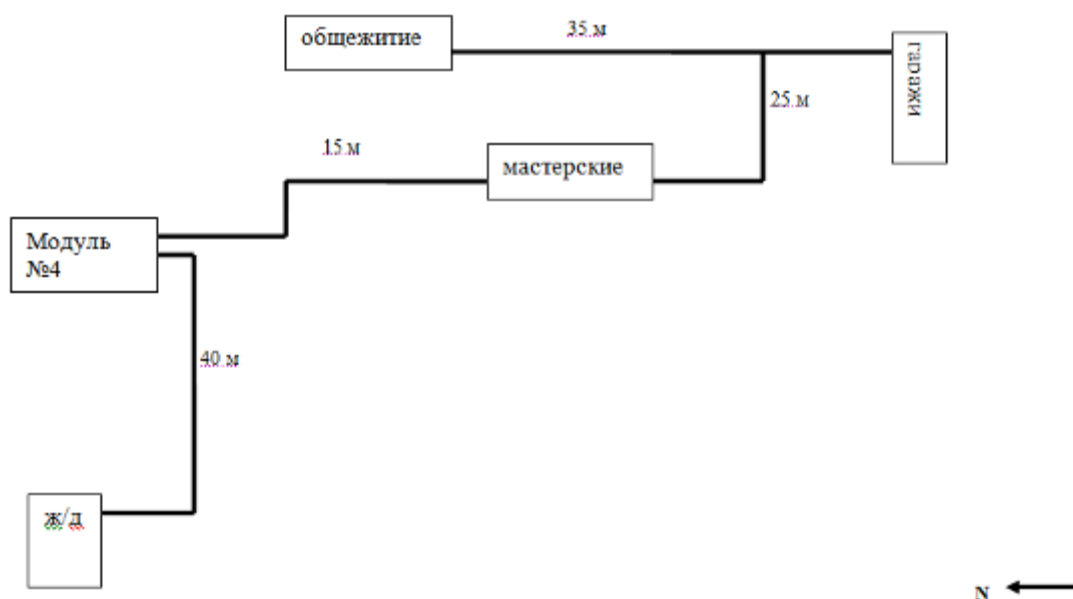 общежитие
35 м
гаражи
25 м
15 м
мастерские
Модуль
№4
40 м
ж/д
N